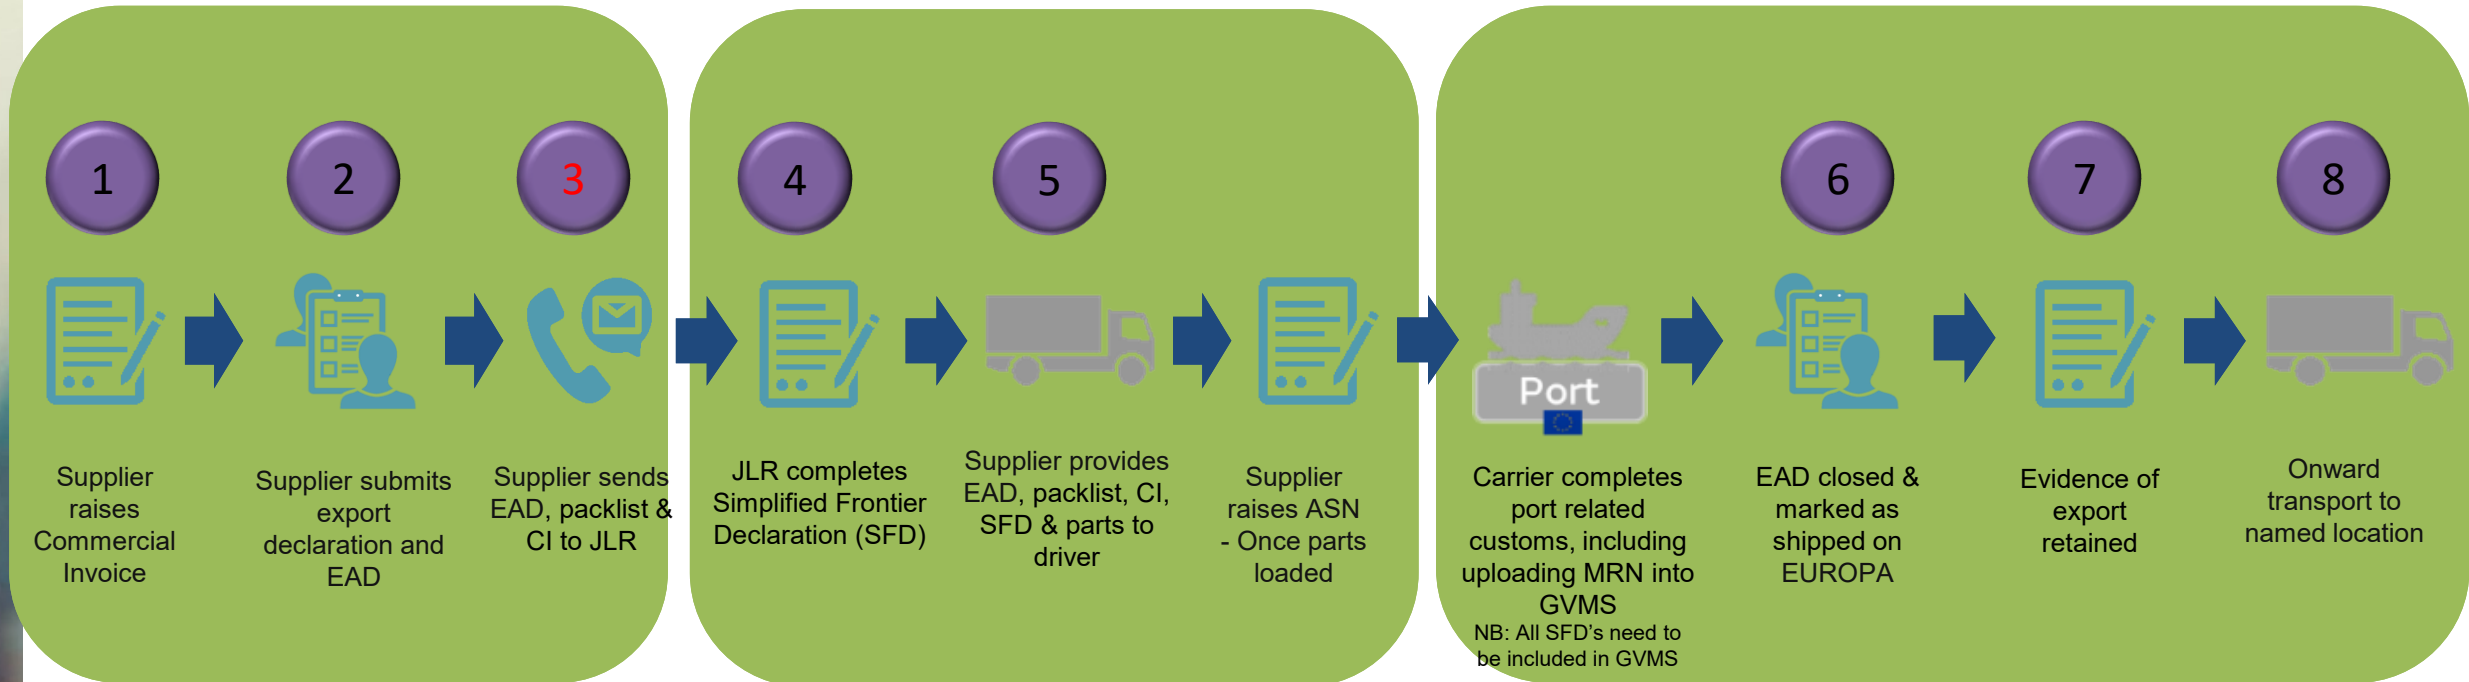 1
2
3
4
5
6
7
8
Port
Supplier
raises
Commercial
Invoice
Supplier submits
export
declaration and
EAD
Supplier sends
EAD, packlist &
CI to JLR
JLR completes
Simplified Frontier
Declaration (SFD)
Supplier provides
EAD, packlist, CI,
SFD & parts to
driver
Supplier
raises ASN
- Once parts
loaded
Carrier completes
port related
customs, including
uploading MRN into
GVMS
NB: All SFD's need to
be included in GVMS
EAD closed &
marked as
shipped on
EUROPA
Evidence of
export
retained
Onward
transport to
named location